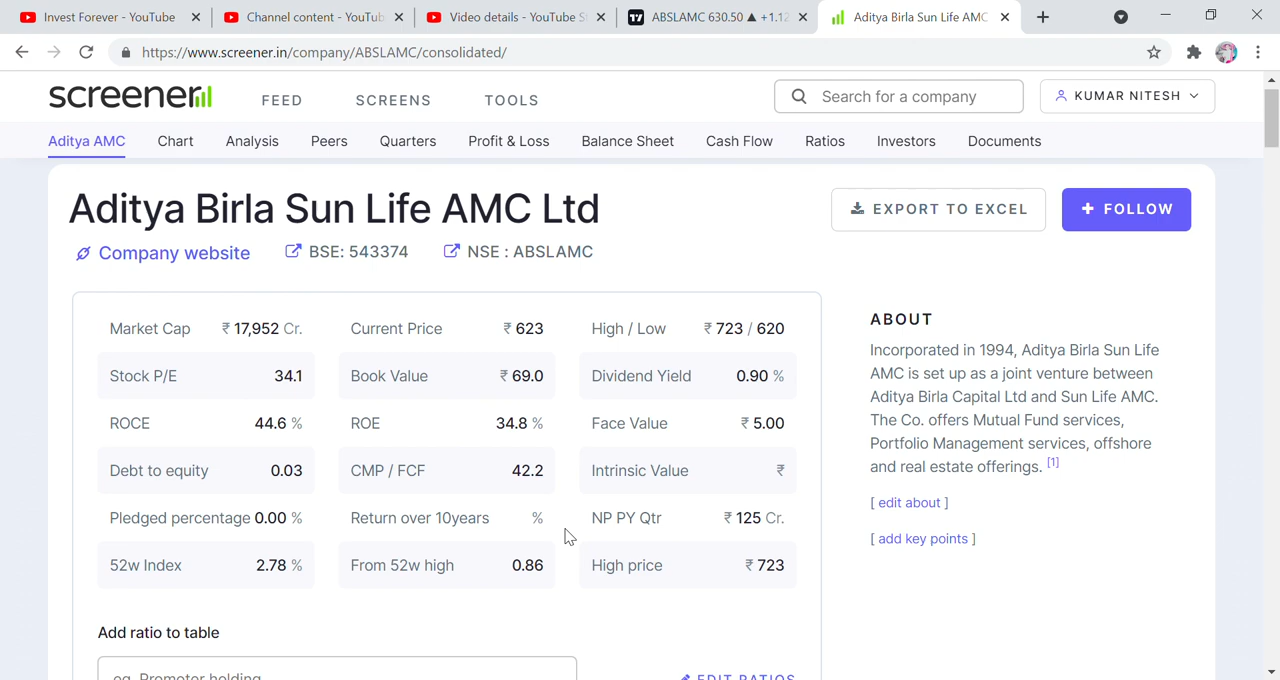 Invest Forever - YouTube
Channel content - YouTub
Video details - YouTube S
ABSLAMC 630.50 ▲ +1.12
Aditya Birla Sun Life AMC
https://www.screener.in/company/ABSLAMC/consolidated/
screener
FEED
SCREENS
TOOLS
Search for a company
KUMAR NITESH
Aditya AMC
Chart
Analysis
Peers
Quarters
Profit & Loss
Balance Sheet
Cash Flow
Ratios
Investors
Documents
Aditya Birla Sun Life AMC Ltd
EXPORT TO EXCEL
+ FOLLOW
Company website
BSE: 543374
NSE : ABSLAMC
Market Cap ₹ 17,952 Cr.
Current Price ₹ 623
High / Low ₹ 723 / 620
Stock P/E 34.1
Book Value ₹ 69.0
Dividend Yield 0.90 %
ROCE 44.6 %
ROE 34.8 %
Face Value ₹ 5.00
Debt to equity 0.03
CMP / FCF 42.2
Intrinsic Value ₹
Pledged percentage 0.00 %
Return over 10years %
NP PY Qtr ₹ 125 Cr.
52w Index 2.78 %
From 52w high 0.86
High price ₹ 723
Add ratio to table
eg. Promoter holding
EDIT RATIOS
ABOUT
Incorporated in 1994, Aditya Birla Sun Life
AMC is set up as a joint venture between
Aditya Birla Capital Ltd and Sun Life AMC.
The Co. offers Mutual Fund services,
Portfolio Management services, offshore
and real estate offerings. [1]
[ edit about ]
[ add key points ]